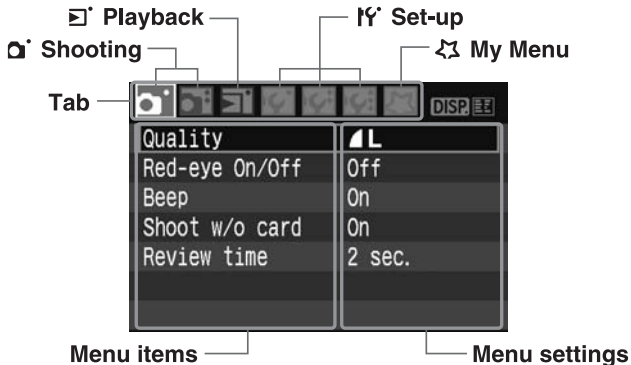 Playback
Set-up
Shooting
My Menu
Tab
DISP.
Quality L
Red-eye On/Off Off
Beep On
Shoot w/o card On
Review time 2 sec.
Menu items
Menu settings